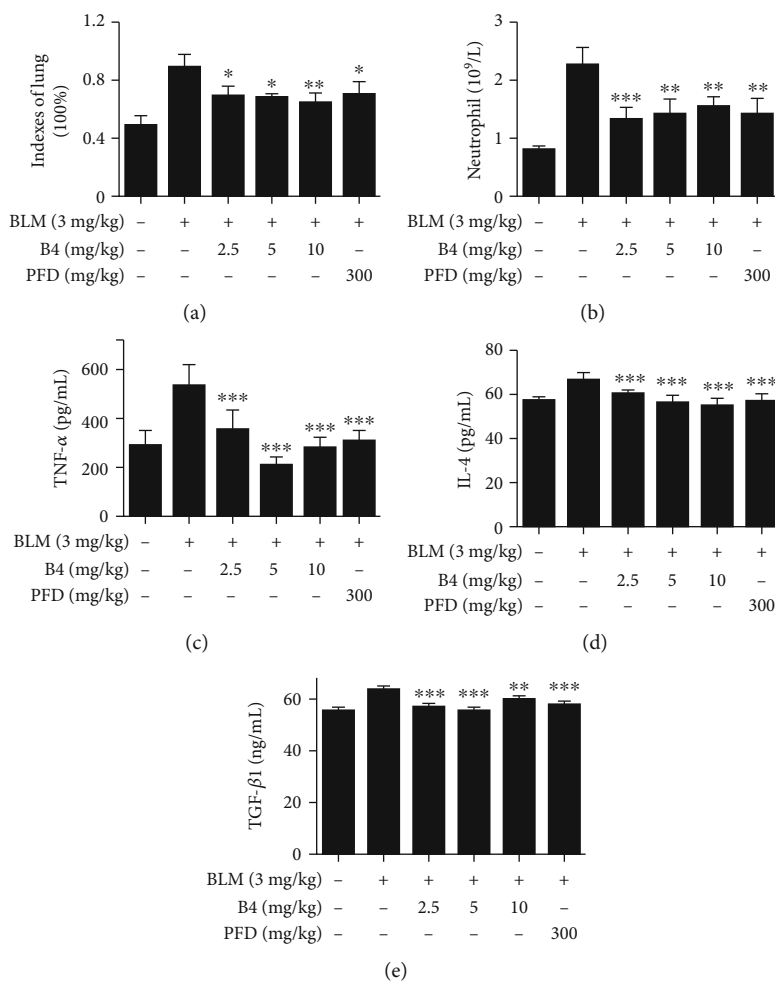 1.2
0.8
0.4
0
Indexes of lung
(100%)
* * ** *
BLM (3 mg/kg) – + + + + +
B4 (mg/kg) – – 2.5 5 10 –
PFD (mg/kg) – – – – – 300
(a)
3
2
1
0
Neutrophil (10⁹/L)
*** ** ** **
BLM (3 mg/kg) – + + + + +
B4 (mg/kg) – – 2.5 5 10 –
PFD (mg/kg) – – – – – 300
(b)
600
400
200
0
TNF-α (pg/mL)
*** *** *** ***
BLM (3 mg/kg) – + + + + +
B4 (mg/kg) – – 2.5 5 10 –
PFD (mg/kg) – – – – – 300
(c)
80
60
40
20
0
IL-4 (pg/mL)
*** *** *** ***
BLM (3 mg/kg) – + + + + +
B4 (mg/kg) – – 2.5 5 10 –
PFD (mg/kg) – – – – – 300
(d)
60
40
20
0
TGF-β1 (ng/mL)
*** *** ** ***
BLM (3 mg/kg) – + + + + +
B4 (mg/kg) – – 2.5 5 10 –
PFD (mg/kg) – – – – – 300
(e)